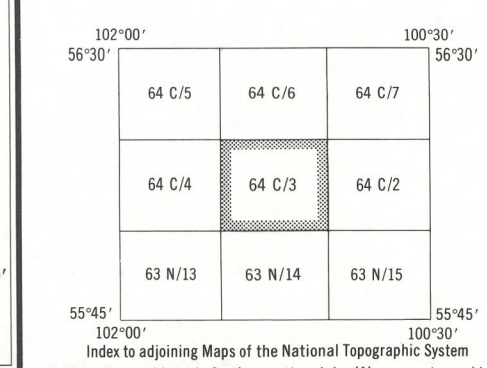 102°00′ 100°30′
56°30′ 56°30′
64 C/5 64 C/6 64 C/7
64 C/4 64 C/3 64 C/2
63 N/13 63 N/14 63 N/15
55°45′ 55°45′
102°00′ 100°30′
Index to adjoining Maps of the National Topographic System